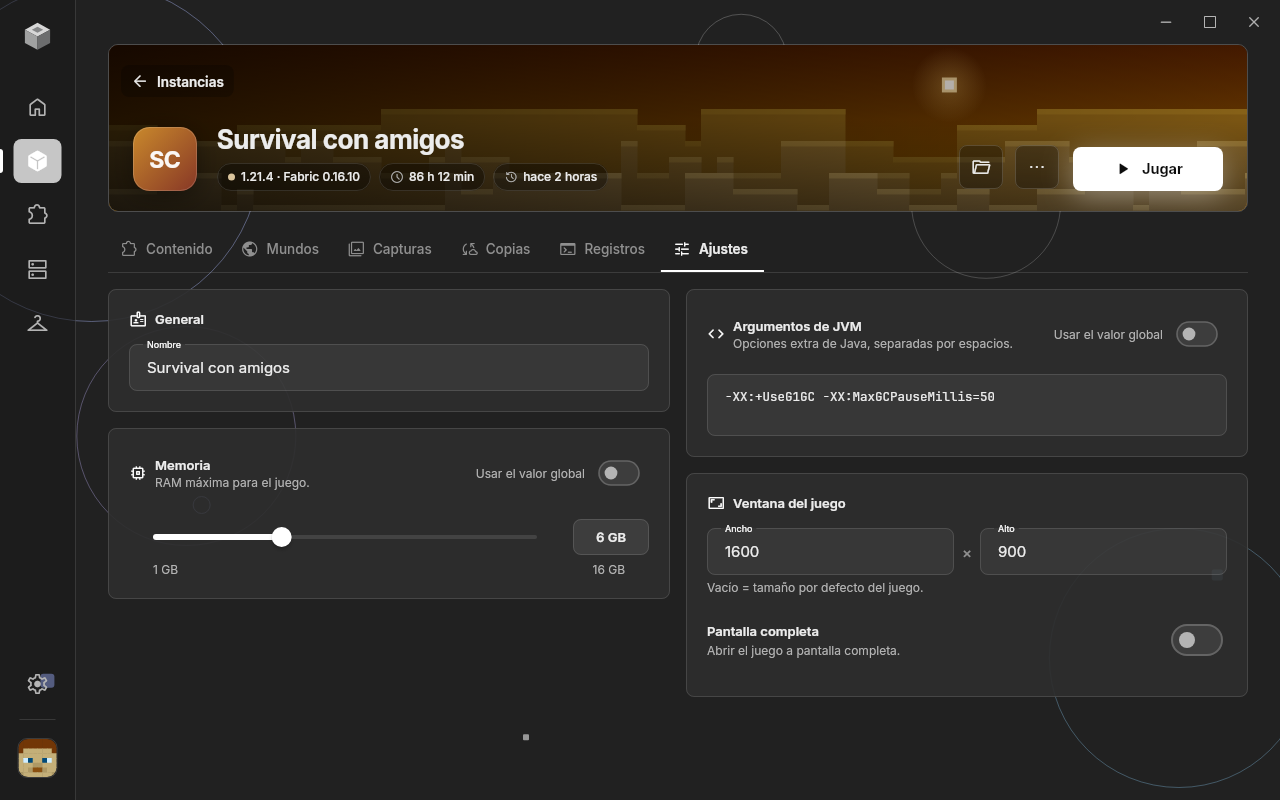 Instancias
SC
Survival con amigos
1.21.4 · Fabric 0.16.10
86 h 12 min
hace 2 horas
...
Jugar
Contenido
Mundos
Capturas
Copias
Registros
Ajustes
General
Nombre
Survival con amigos
Memoria
RAM máxima para el juego.
Usar el valor global
6 GB
1 GB
16 GB
Argumentos de JVM
Opciones extra de Java, separadas por espacios.
Usar el valor global
-XX:+UseG1GC -XX:MaxGCPauseMillis=50
Ventana del juego
Ancho
1600
×
Alto
900
Vacío = tamaño por defecto del juego.
Pantalla completa
Abrir el juego a pantalla completa.